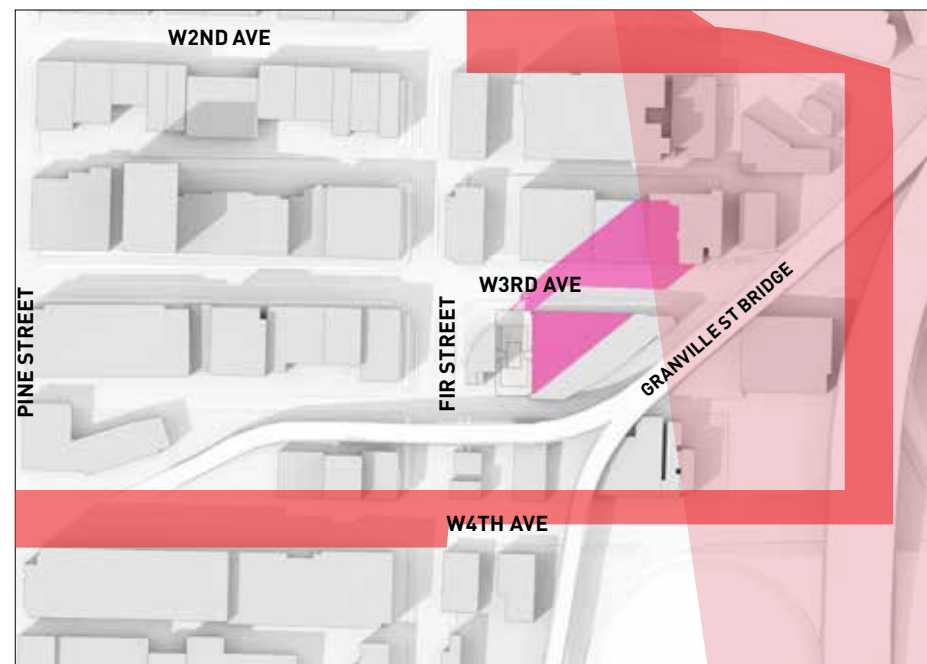 W2ND AVE
W3RD AVE
PINE STREET
FIR STREET
GRANVILLE ST BRIDGE
W4TH AVE